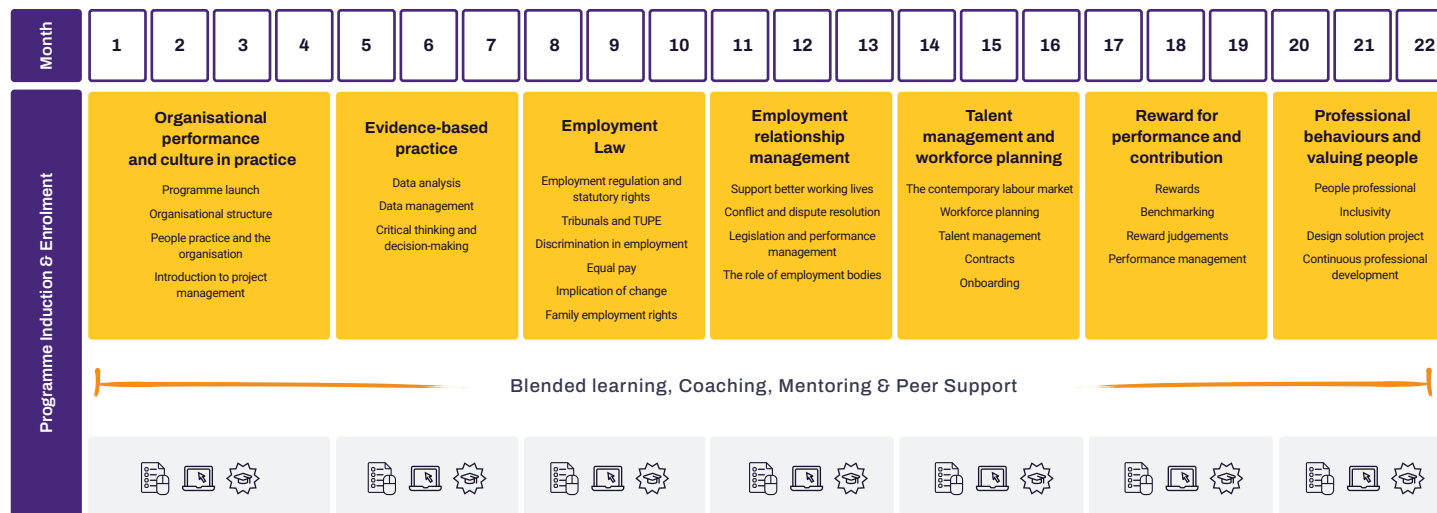 Month
1 2 3 4 5 6 7 8 9 10 11 12 13 14 15 16 17 18 19 20 21 22
Programme Induction & Enrolment
Organisational
performance
and culture in practice
Programme launch
Organisational structure
People practice and the
organisation
Introduction to project
management
Evidence-based
practice
Data analysis
Data management
Critical thinking and
decision-making
Employment
Law
Employment regulation and
statutory rights
Tribunals and TUPE
Discrimination in employment
Equal pay
Implication of change
Family employment rights
Employment
relationship
management
Support better working lives
Conflict and dispute resolution
Legislation and performance
management
The role of employment bodies
Talent
management and
workforce planning
The contemporary labour market
Workforce planning
Talent management
Contracts
Onboarding
Reward for
performance and
contribution
Rewards
Benchmarking
Reward judgements
Performance management
Professional
behaviours and
valuing people
People professional
Inclusivity
Design solution project
Continuous professional
development
Blended learning, Coaching, Mentoring & Peer Support